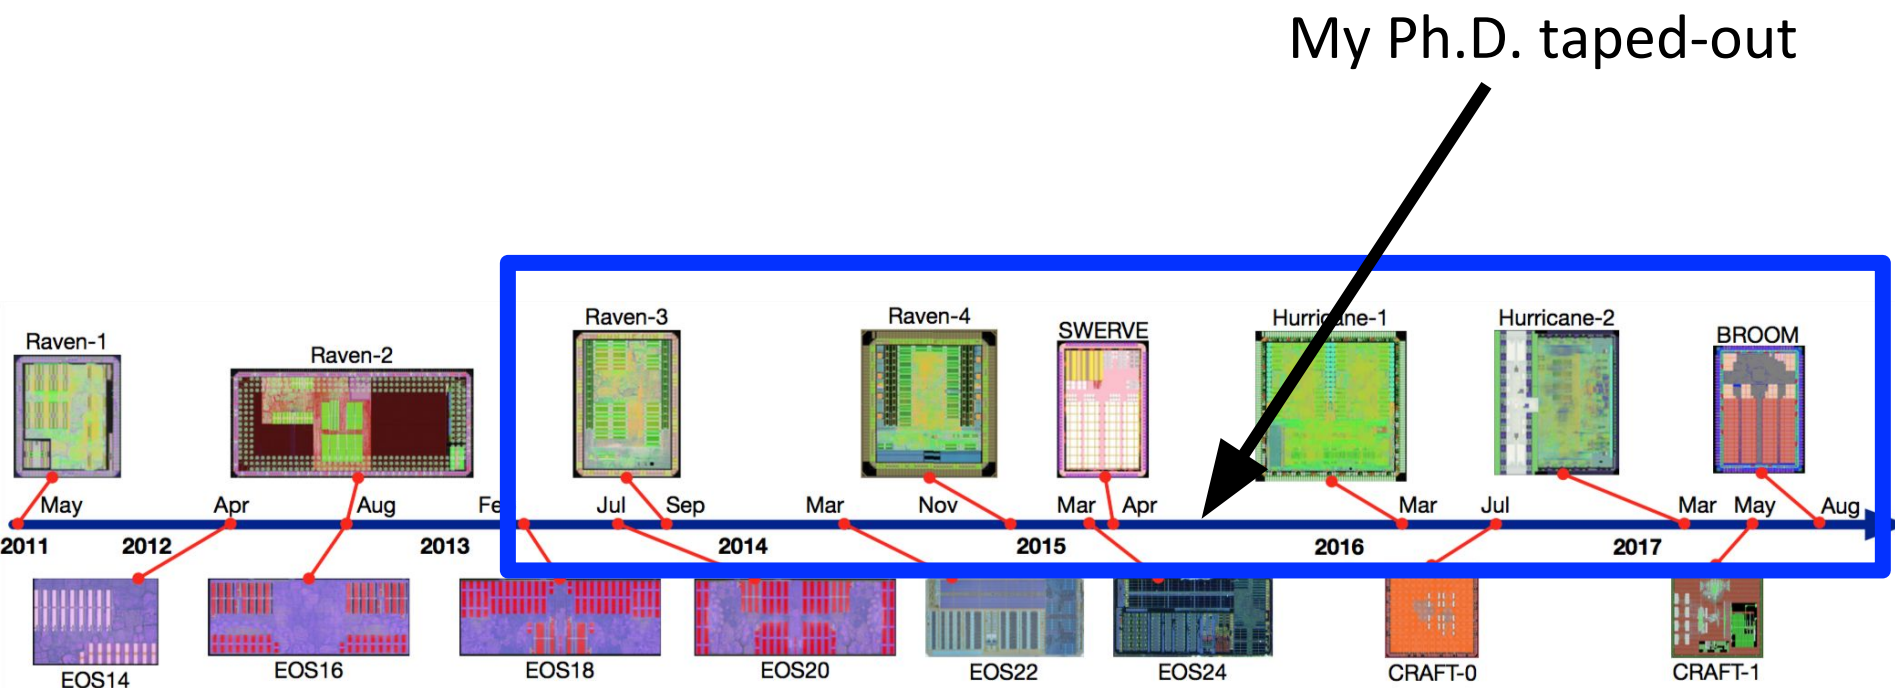 My Ph.D. taped-out
Raven-1
Raven-2
Raven-3
Raven-4
SWERVE
Hurricane-1
Hurricane-2
BROOM
May Apr Aug Fe Jul Sep Mar Nov Mar Apr Mar Jul Mar May Aug
2011 2012 2013 2014 2015 2016 2017
EOS14
EOS16
EOS18
EOS20
EOS22
EOS24
CRAFT-0
CRAFT-1